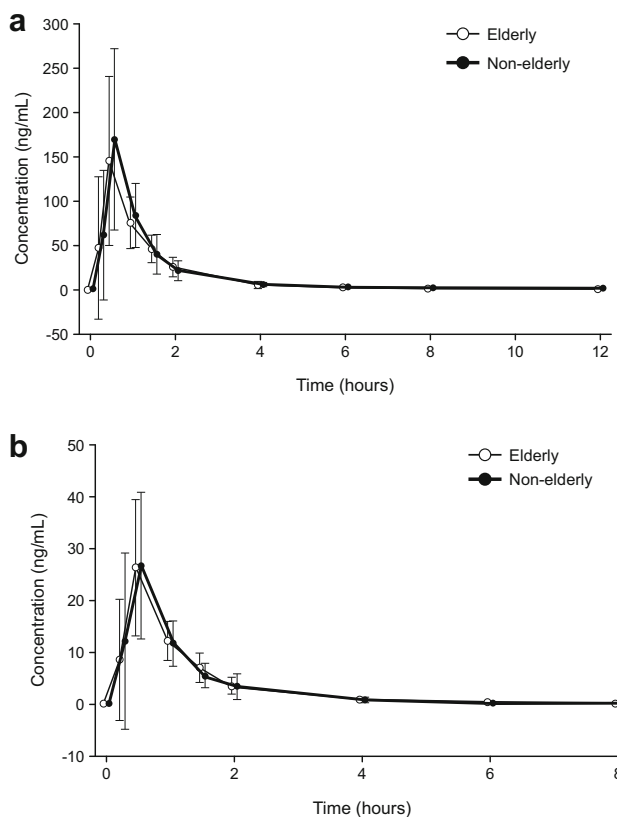 a
300
250
200
150
100
50
0
-50
Concentration (ng/mL)
Elderly
Non-elderly
0 2 4 6 8 10 12
Time (hours)
b
50
40
30
20
10
0
-10
Concentration (ng/mL)
Elderly
Non-elderly
0 2 4 6 8
Time (hours)